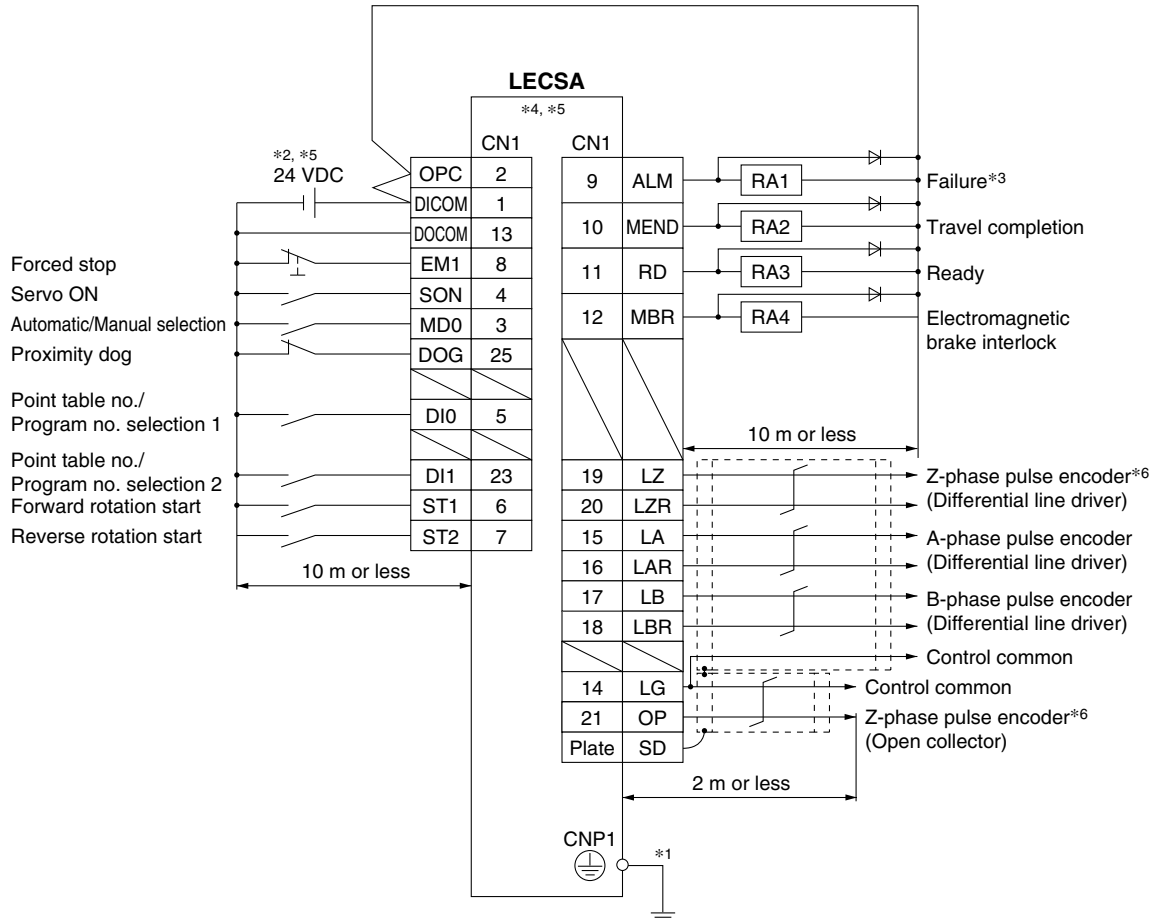 LECSA
*4, *5
CN1
CN1
*2, *5
24 VDC
OPC 2
DICOM 1
DOCOM 13
Forced stop EM1 8
Servo ON SON 4
Automatic/Manual selection MD0 3
Proximity dog DOG 25
Point table no./
Program no. selection 1 DI0 5
Point table no./
Program no. selection 2 DI1 23
Forward rotation start ST1 6
Reverse rotation start ST2 7
10 m or less
9 ALM RA1 Failure*3
10 MEND RA2 Travel completion
11 RD RA3 Ready
12 MBR RA4 Electromagnetic
brake interlock
10 m or less
19 LZ Z-phase pulse encoder*6
20 LZR (Differential line driver)
15 LA A-phase pulse encoder
16 LAR (Differential line driver)
17 LB B-phase pulse encoder
18 LBR (Differential line driver)
Control common
14 LG Control common
21 OP Z-phase pulse encoder*6
Plate SD (Open collector)
2 m or less
CNP1
*1